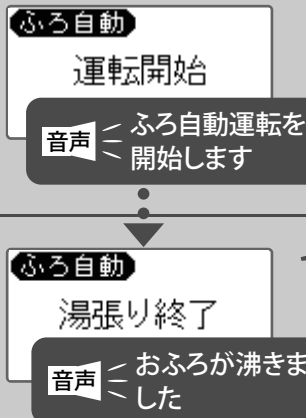 ふろ自動
運転開始
音声
ふろ自動運転を
開始します
ふろ自動
湯張り終了
音声
おふろが沸きま
した